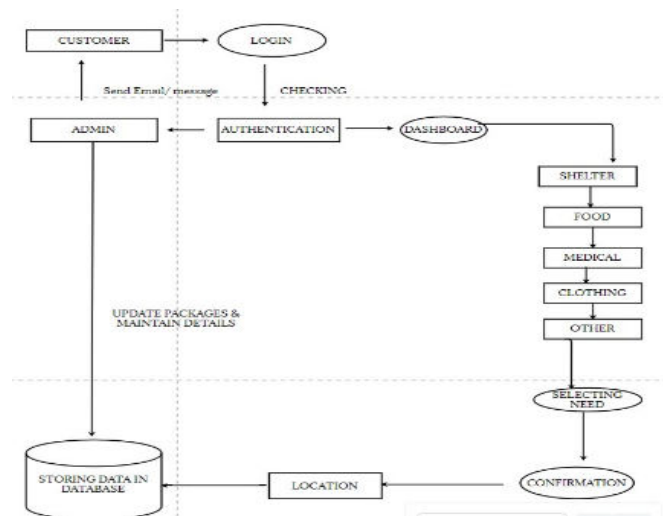 CUSTOMER
LOGIN
Send Email/ message
CHECKING
ADMIN
AUTHENTICATION
DASHBOARD
SHELTER
FOOD
MEDICAL
CLOTHING
OTHER
UPDATE PACKAGES &
MAINTAIN DETAILS
SELECTING
NEED
STORING DATA IN
DATABASE
LOCATION
CONFIRMATION